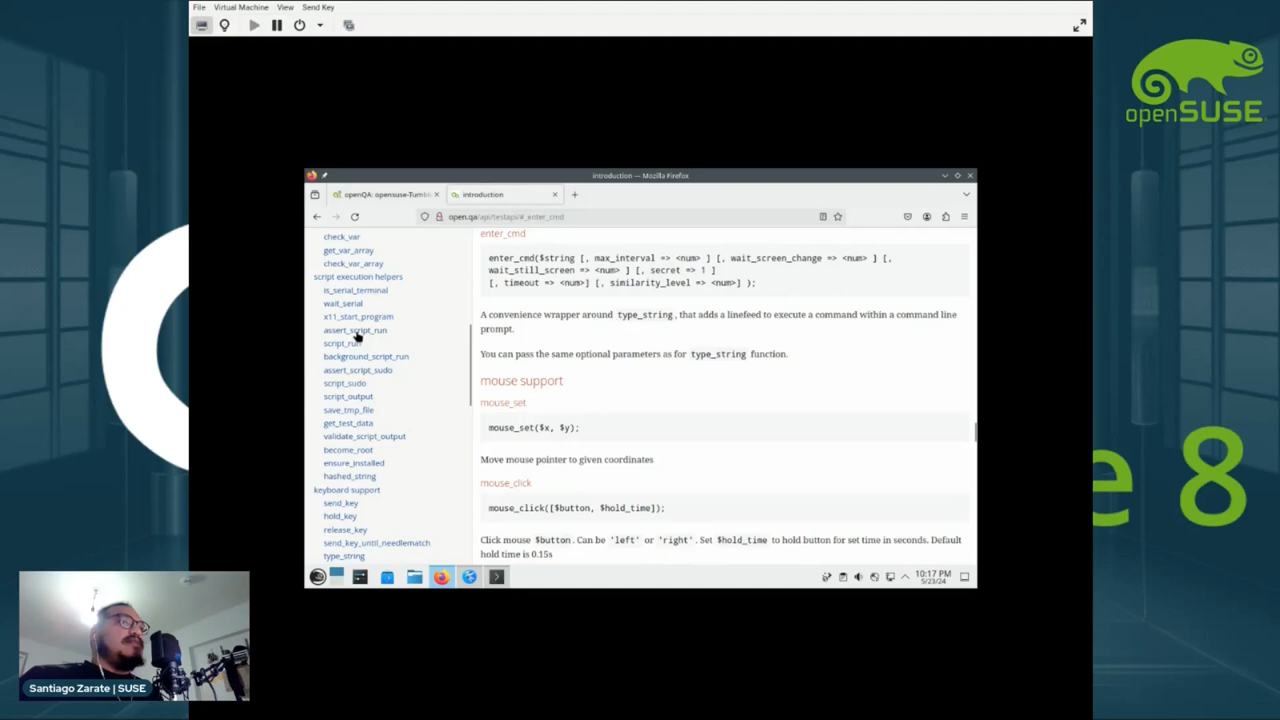 File Virtual Machine View Send Key
openSUSE
introduction — Mozilla Firefox
openQA: opensuse-Tumbl
introduction
open.qa/api/testapi/#_enter_cmd
check_var
get_var_array
check_var_array
script execution helpers
is_serial_terminal
wait_serial
x11_start_program
assert_script_run
script_run
background_script_run
assert_script_sudo
script_sudo
script_output
save_tmp_file
get_test_data
validate_script_output
become_root
ensure_installed
hashed_string
keyboard support
send_key
hold_key
release_key
send_key_until_needlematch
type_string
enter_cmd
enter_cmd($string [, max_interval => <num> ] [, wait_screen_change => <num> ] [,
wait_still_screen => <num> ] [, secret => 1 ]
[, timeout => <num>] [, similarity_level => <num>] );
A convenience wrapper around type_string, that adds a linefeed to execute a command within a command line
prompt.
You can pass the same optional parameters as for type_string function.
mouse support
mouse_set
mouse_set($x, $y);
Move mouse pointer to given coordinates
mouse_click
mouse_click([$button, $hold_time]);
Click mouse $button. Can be 'left' or 'right'. Set $hold_time to hold button for set time in seconds. Default
hold time is 0.15s
10:17 PM
5/23/24
e 8
Santiago Zarate | SUSE